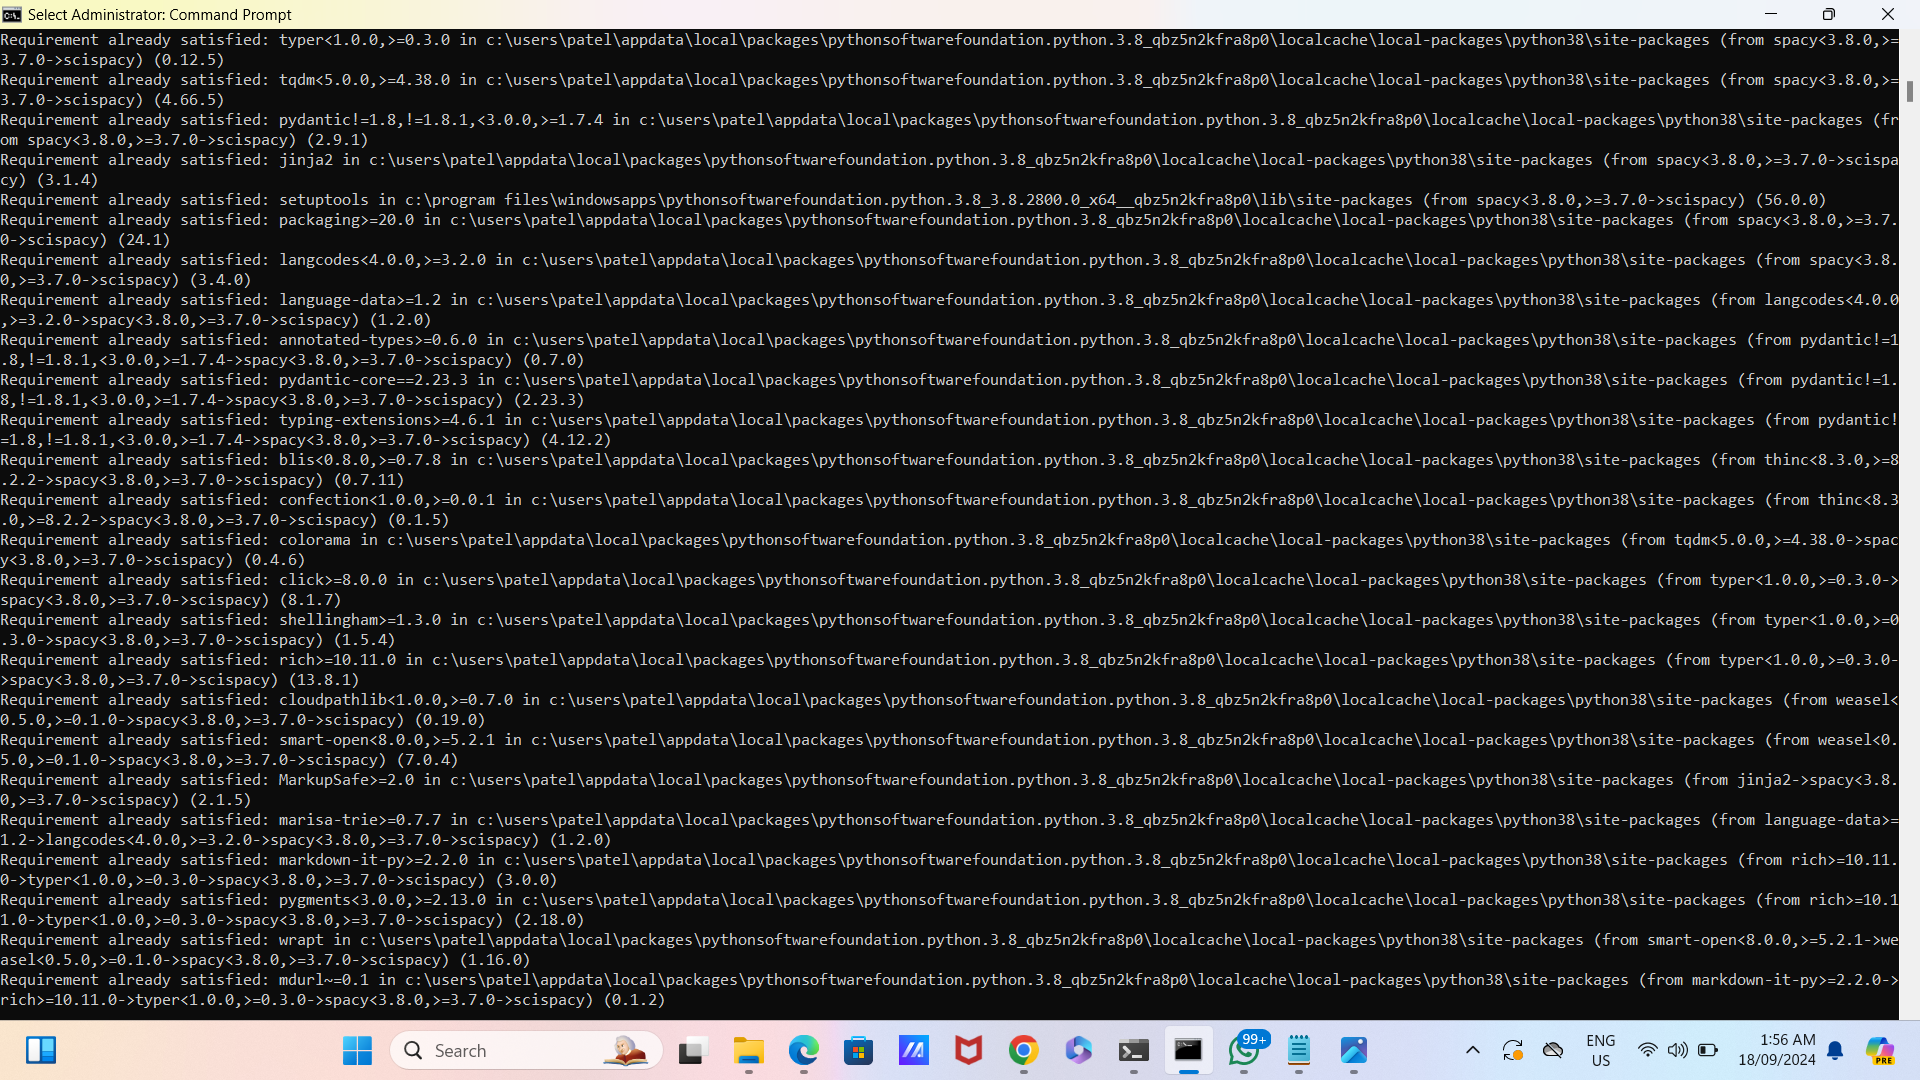 Select Administrator: Command Prompt
Requirement already satisfied: typer<1.0.0,>=0.3.0 in c:\users\patel\appdata\local\packages\pythonsoftwarefoundation.python.3.8_qbz5n2kfra8p0\localcache\local-packages\python38\site-packages (from spacy<3.8.0,>=
3.7.0->scispacy) (0.12.5)
Requirement already satisfied: tqdm<5.0.0,>=4.38.0 in c:\users\patel\appdata\local\packages\pythonsoftwarefoundation.python.3.8_qbz5n2kfra8p0\localcache\local-packages\python38\site-packages (from spacy<3.8.0,>=
3.7.0->scispacy) (4.66.5)
Requirement already satisfied: pydantic!=1.8,!=1.8.1,<3.0.0,>=1.7.4 in c:\users\patel\appdata\local\packages\pythonsoftwarefoundation.python.3.8_qbz5n2kfra8p0\localcache\local-packages\python38\site-packages (fr
om spacy<3.8.0,>=3.7.0->scispacy) (2.9.1)
Requirement already satisfied: jinja2 in c:\users\patel\appdata\local\packages\pythonsoftwarefoundation.python.3.8_qbz5n2kfra8p0\localcache\local-packages\python38\site-packages (from spacy<3.8.0,>=3.7.0->scispa
cy) (3.1.4)
Requirement already satisfied: setuptools in c:\program files\windowsapps\pythonsoftwarefoundation.python.3.8_3.8.2800.0_x64__qbz5n2kfra8p0\lib\site-packages (from spacy<3.8.0,>=3.7.0->scispacy) (56.0.0)
Requirement already satisfied: packaging>=20.0 in c:\users\patel\appdata\local\packages\pythonsoftwarefoundation.python.3.8_qbz5n2kfra8p0\localcache\local-packages\python38\site-packages (from spacy<3.8.0,>=3.7.
0->scispacy) (24.1)
Requirement already satisfied: langcodes<4.0.0,>=3.2.0 in c:\users\patel\appdata\local\packages\pythonsoftwarefoundation.python.3.8_qbz5n2kfra8p0\localcache\local-packages\python38\site-packages (from spacy<3.8.
0,>=3.7.0->scispacy) (3.4.0)
Requirement already satisfied: language-data>=1.2 in c:\users\patel\appdata\local\packages\pythonsoftwarefoundation.python.3.8_qbz5n2kfra8p0\localcache\local-packages\python38\site-packages (from langcodes<4.0.0
,>=3.2.0->spacy<3.8.0,>=3.7.0->scispacy) (1.2.0)
Requirement already satisfied: annotated-types>=0.6.0 in c:\users\patel\appdata\local\packages\pythonsoftwarefoundation.python.3.8_qbz5n2kfra8p0\localcache\local-packages\python38\site-packages (from pydantic!=1
.8,!=1.8.1,<3.0.0,>=1.7.4->spacy<3.8.0,>=3.7.0->scispacy) (0.7.0)
Requirement already satisfied: pydantic-core==2.23.3 in c:\users\patel\appdata\local\packages\pythonsoftwarefoundation.python.3.8_qbz5n2kfra8p0\localcache\local-packages\python38\site-packages (from pydantic!=1.
8,!=1.8.1,<3.0.0,>=1.7.4->spacy<3.8.0,>=3.7.0->scispacy) (2.23.3)
Requirement already satisfied: typing-extensions>=4.6.1 in c:\users\patel\appdata\local\packages\pythonsoftwarefoundation.python.3.8_qbz5n2kfra8p0\localcache\local-packages\python38\site-packages (from pydantic!
=1.8,!=1.8.1,<3.0.0,>=1.7.4->spacy<3.8.0,>=3.7.0->scispacy) (4.12.2)
Requirement already satisfied: blis<0.8.0,>=0.7.8 in c:\users\patel\appdata\local\packages\pythonsoftwarefoundation.python.3.8_qbz5n2kfra8p0\localcache\local-packages\python38\site-packages (from thinc<8.3.0,>=8
.2.2->spacy<3.8.0,>=3.7.0->scispacy) (0.7.11)
Requirement already satisfied: confection<1.0.0,>=0.0.1 in c:\users\patel\appdata\local\packages\pythonsoftwarefoundation.python.3.8_qbz5n2kfra8p0\localcache\local-packages\python38\site-packages (from thinc<8.3
.0,>=8.2.2->spacy<3.8.0,>=3.7.0->scispacy) (0.1.5)
Requirement already satisfied: colorama in c:\users\patel\appdata\local\packages\pythonsoftwarefoundation.python.3.8_qbz5n2kfra8p0\localcache\local-packages\python38\site-packages (from tqdm<5.0.0,>=4.38.0->spac
y<3.8.0,>=3.7.0->scispacy) (0.4.6)
Requirement already satisfied: click>=8.0.0 in c:\users\patel\appdata\local\packages\pythonsoftwarefoundation.python.3.8_qbz5n2kfra8p0\localcache\local-packages\python38\site-packages (from typer<1.0.0,>=0.3.0->
spacy<3.8.0,>=3.7.0->scispacy) (8.1.7)
Requirement already satisfied: shellingham>=1.3.0 in c:\users\patel\appdata\local\packages\pythonsoftwarefoundation.python.3.8_qbz5n2kfra8p0\localcache\local-packages\python38\site-packages (from typer<1.0.0,>=0
.3.0->spacy<3.8.0,>=3.7.0->scispacy) (1.5.4)
Requirement already satisfied: rich>=10.11.0 in c:\users\patel\appdata\local\packages\pythonsoftwarefoundation.python.3.8_qbz5n2kfra8p0\localcache\local-packages\python38\site-packages (from typer<1.0.0,>=0.3.0-
>spacy<3.8.0,>=3.7.0->scispacy) (13.8.1)
Requirement already satisfied: cloudpathlib<1.0.0,>=0.7.0 in c:\users\patel\appdata\local\packages\pythonsoftwarefoundation.python.3.8_qbz5n2kfra8p0\localcache\local-packages\python38\site-packages (from weasel<
0.5.0,>=0.1.0->spacy<3.8.0,>=3.7.0->scispacy) (0.19.0)
Requirement already satisfied: smart-open<8.0.0,>=5.2.1 in c:\users\patel\appdata\local\packages\pythonsoftwarefoundation.python.3.8_qbz5n2kfra8p0\localcache\local-packages\python38\site-packages (from weasel<0.
5.0,>=0.1.0->spacy<3.8.0,>=3.7.0->scispacy) (7.0.4)
Requirement already satisfied: MarkupSafe>=2.0 in c:\users\patel\appdata\local\packages\pythonsoftwarefoundation.python.3.8_qbz5n2kfra8p0\localcache\local-packages\python38\site-packages (from jinja2->spacy<3.8.
0,>=3.7.0->scispacy) (2.1.5)
Requirement already satisfied: marisa-trie>=0.7.7 in c:\users\patel\appdata\local\packages\pythonsoftwarefoundation.python.3.8_qbz5n2kfra8p0\localcache\local-packages\python38\site-packages (from language-data>=
1.2->langcodes<4.0.0,>=3.2.0->spacy<3.8.0,>=3.7.0->scispacy) (1.2.0)
Requirement already satisfied: markdown-it-py>=2.2.0 in c:\users\patel\appdata\local\packages\pythonsoftwarefoundation.python.3.8_qbz5n2kfra8p0\localcache\local-packages\python38\site-packages (from rich>=10.11.
0->typer<1.0.0,>=0.3.0->spacy<3.8.0,>=3.7.0->scispacy) (3.0.0)
Requirement already satisfied: pygments<3.0.0,>=2.13.0 in c:\users\patel\appdata\local\packages\pythonsoftwarefoundation.python.3.8_qbz5n2kfra8p0\localcache\local-packages\python38\site-packages (from rich>=10.1
1.0->typer<1.0.0,>=0.3.0->spacy<3.8.0,>=3.7.0->scispacy) (2.18.0)
Requirement already satisfied: wrapt in c:\users\patel\appdata\local\packages\pythonsoftwarefoundation.python.3.8_qbz5n2kfra8p0\localcache\local-packages\python38\site-packages (from smart-open<8.0.0,>=5.2.1->we
asel<0.5.0,>=0.1.0->spacy<3.8.0,>=3.7.0->scispacy) (1.16.0)
Requirement already satisfied: mdurl~=0.1 in c:\users\patel\appdata\local\packages\pythonsoftwarefoundation.python.3.8_qbz5n2kfra8p0\localcache\local-packages\python38\site-packages (from markdown-it-py>=2.2.0->
rich>=10.11.0->typer<1.0.0,>=0.3.0->spacy<3.8.0,>=3.7.0->scispacy) (0.1.2)
Search
99+
ENG
US
1:56 AM
18/09/2024
PRE